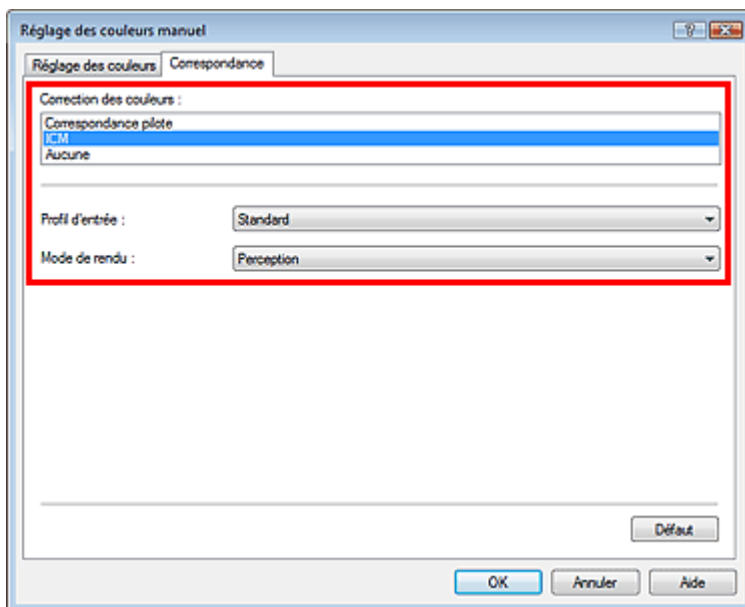 Réglage des couleurs manuel
Réglage des couleurs Correspondance
Correction des couleurs :
Correspondance pilote
ICM
Aucune
Profil d'entrée : Standard
Mode de rendu : Perception
Défaut
OK Annuler Aide